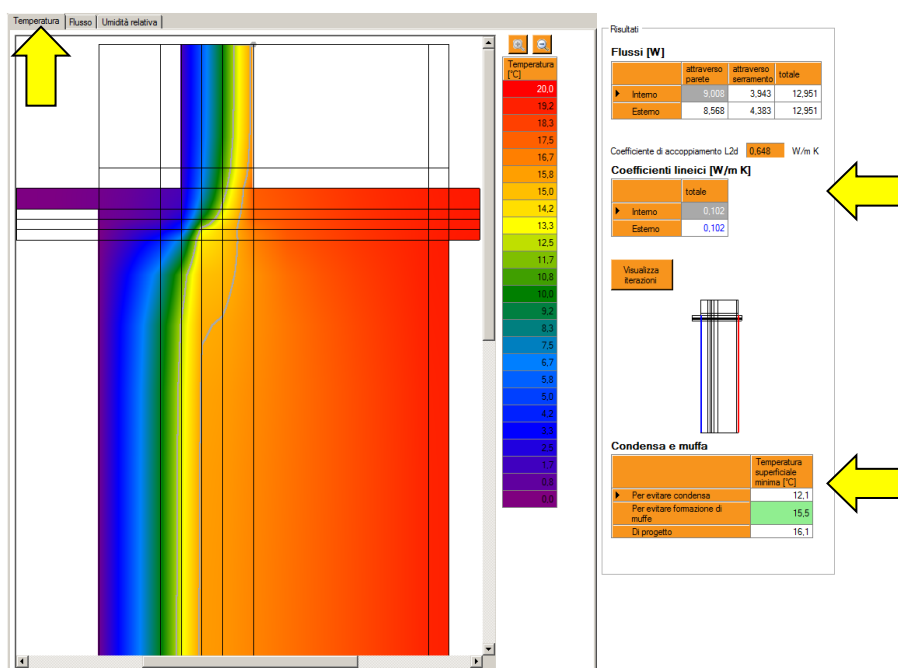 Temperatura Flusso Umidità relativa
Temperatura
[°C]
20,0
19,2
18,3
17,5
16,7
15,8
15,0
14,2
13,3
12,5
11,7
10,8
10,0
9,2
8,3
7,5
6,7
5,8
5,0
4,2
3,3
2,5
1,7
0,8
0,0
Risultati
Flussi [W]
attraverso parete attraverso serramento totale
Interno 9,008 3,943 12,951
Esterno 8,568 4,383 12,951
Coefficiente di accoppiamento L2d 0,648 W/m K
Coefficienti lineici [W/m K]
totale
Interno 0,102
Esterno 0,102
Visualizza
iterazioni
Condensa e muffa
Temperatura
superficiale
minima [°C]
Per evitare condensa 12,1
Per evitare formazione di
muffe 15,5
Di progetto 16,1